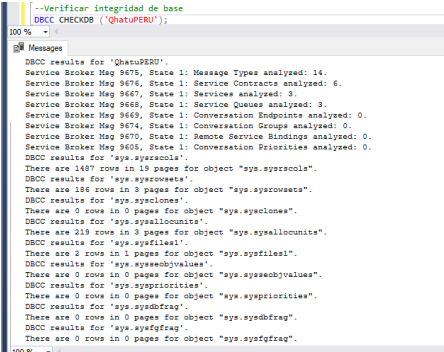 --Verificar integridad de base
DBCC CHECKDB ('QhatuPERU');
100 %
Messages
DBCC results for 'QhatuPERU'.
Service Broker Msg 9675, State 1: Message Types analyzed: 14.
Service Broker Msg 9676, State 1: Service Contracts analyzed: 6.
Service Broker Msg 9667, State 1: Services analyzed: 3.
Service Broker Msg 9668, State 1: Service Queues analyzed: 3.
Service Broker Msg 9669, State 1: Conversation Endpoints analyzed: 0.
Service Broker Msg 9674, State 1: Conversation Groups analyzed: 0.
Service Broker Msg 9670, State 1: Remote Service Bindings analyzed: 0.
Service Broker Msg 9605, State 1: Conversation Priorities analyzed: 0.
DBCC results for 'sys.sysrscols'.
There are 1487 rows in 19 pages for object "sys.sysrscols".
DBCC results for 'sys.sysrowsets'.
There are 186 rows in 3 pages for object "sys.sysrowsets".
DBCC results for 'sys.sysclones'.
There are 0 rows in 0 pages for object "sys.sysclones".
DBCC results for 'sys.sysallocunits'.
There are 219 rows in 3 pages for object "sys.sysallocunits".
DBCC results for 'sys.sysfiles1'.
There are 2 rows in 1 pages for object "sys.sysfiles1".
DBCC results for 'sys.sysseobjvalues'.
There are 0 rows in 0 pages for object "sys.sysseobjvalues".
DBCC results for 'sys.syspriorities'.
There are 0 rows in 0 pages for object "sys.syspriorities".
DBCC results for 'sys.sysdbfrag'.
There are 0 rows in 0 pages for object "sys.sysdbfrag".
DBCC results for 'sys.sysfgfrag'.
There are 0 rows in 0 pages for object "sys.sysfgfrag".
100 %